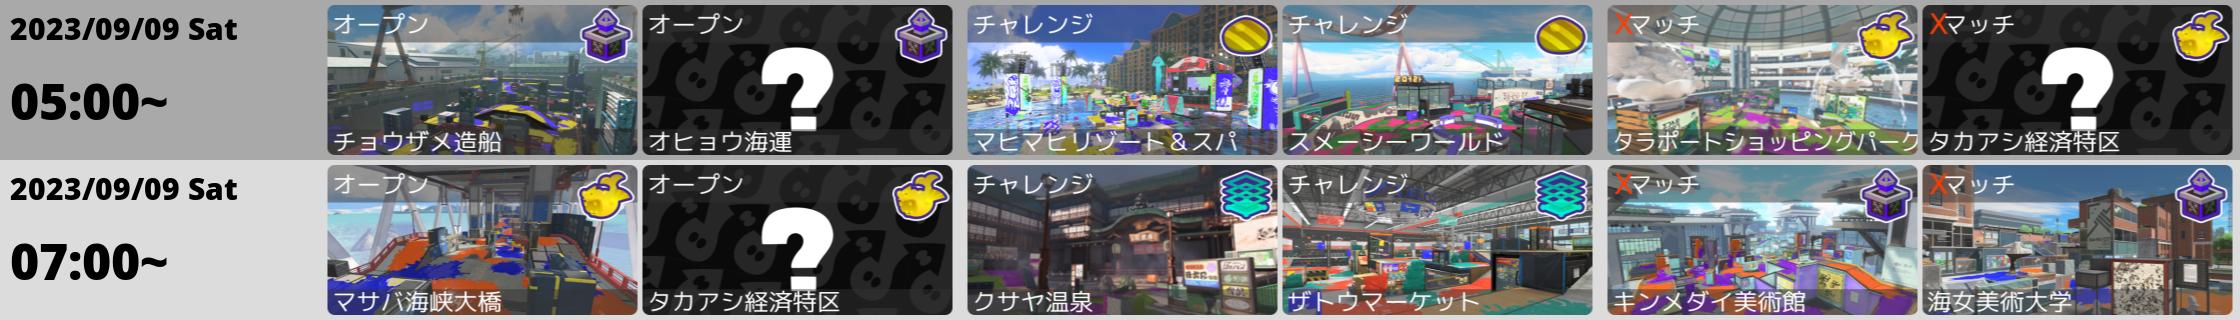 2023/09/09 Sat
05:00~
オープン
チョウザメ造船
オープン
オヒョウ海運
チャレンジ
マヒマヒリゾート＆スパ
チャレンジ
スメーシーワールド
Xマッチ
タラポートショッピングパーク
Xマッチ
タカアシ経済特区
2023/09/09 Sat
07:00~
オープン
マサバ海峡大橋
オープン
タカアシ経済特区
チャレンジ
クサヤ温泉
チャレンジ
ザトウマーケット
Xマッチ
キンメダイ美術館
Xマッチ
海女美術大学